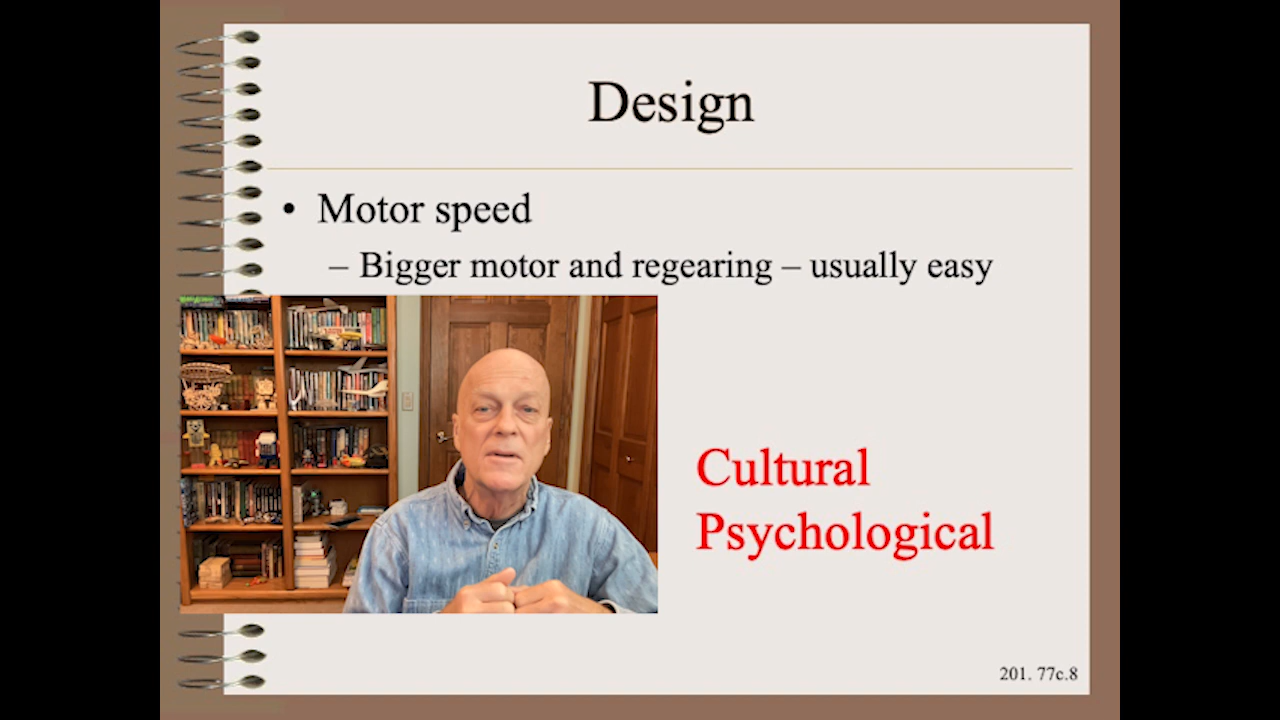 Design
• Motor speed
– Bigger motor and regearing – usually easy
Cultural
Psychological
201. 77c.8